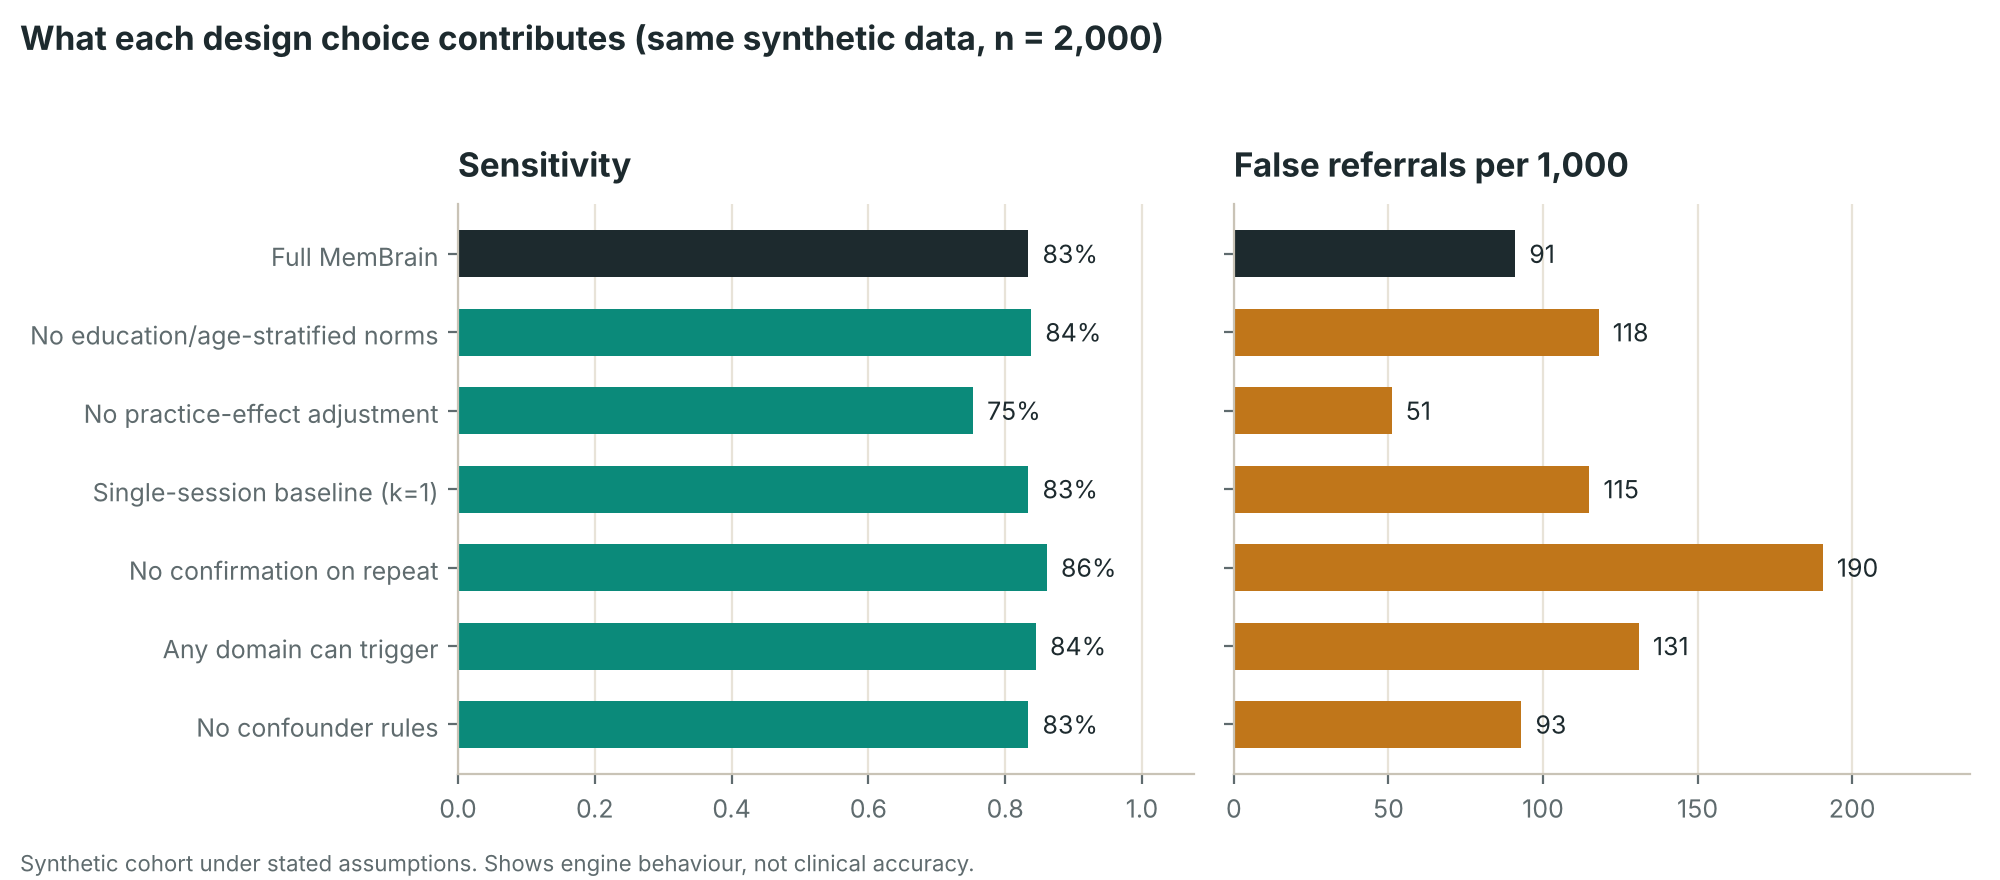 What each design choice contributes (same synthetic data, n = 2,000)
Sensitivity
False referrals per 1,000
Full MemBrain
83%
91
No education/age-stratified norms
84%
118
No practice-effect adjustment
75%
51
Single-session baseline (k=1)
83%
115
No confirmation on repeat
86%
190
Any domain can trigger
84%
131
No confounder rules
83%
93
0.0 0.2 0.4 0.6 0.8 1.0
0 50 100 150 200
Synthetic cohort under stated assumptions. Shows engine behaviour, not clinical accuracy.